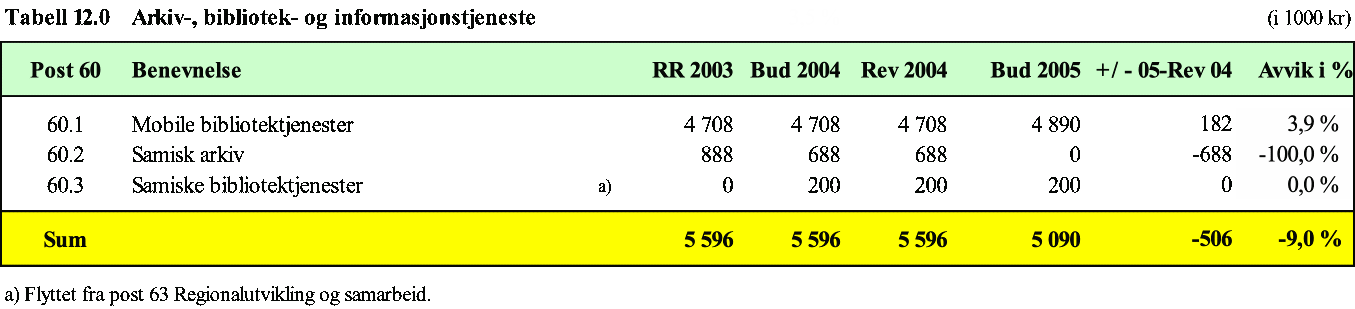 Tabell 12.0 Arkiv-, bibliotek- og informasjonstjeneste (i 1000 kr)
Post 60 Benevnelse RR 2003 Bud 2004 Rev 2004 Bud 2005 +/ - 05-Rev 04 Avvik i %
60.1 Mobile bibliotektjenester 4 708 4 708 4 708 4 890 182 3,9 %
60.2 Samisk arkiv 888 688 688 0 -688 -100,0 %
60.3 Samiske bibliotektjenester a) 0 200 200 200 0 0,0 %
Sum 5 596 5 596 5 596 5 090 -506 -9,0 %
a) Flyttet fra post 63 Regionalutvikling og samarbeid.